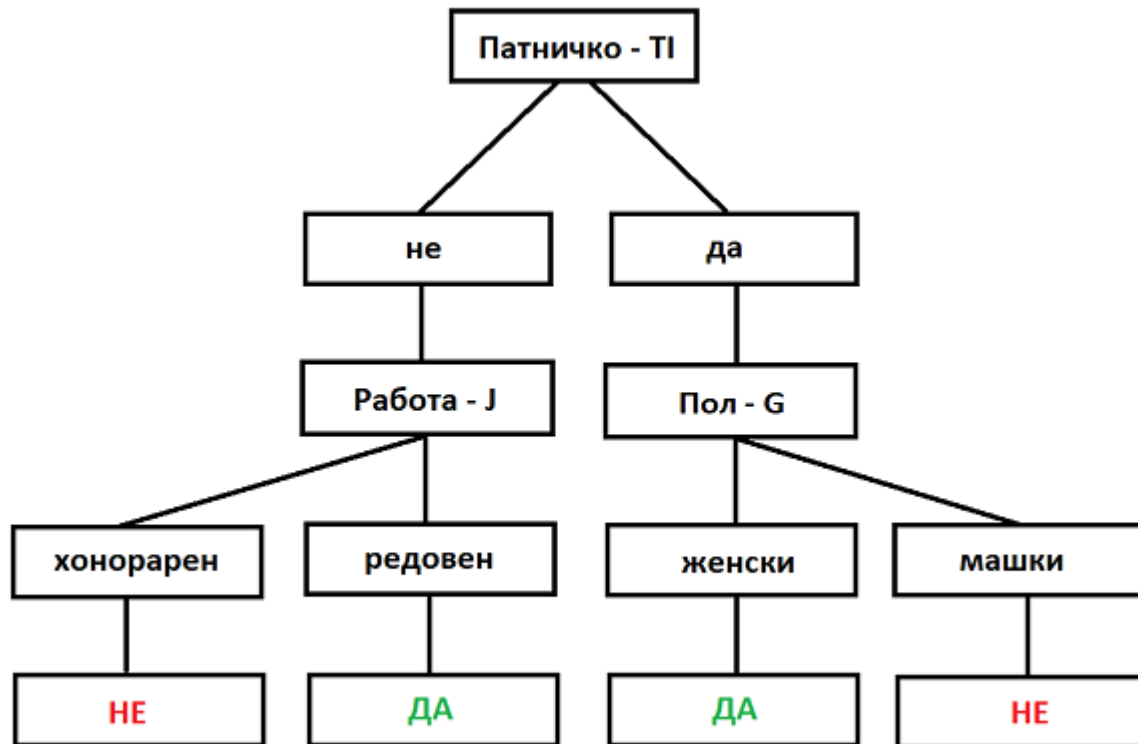 Патничко - TI
не
да
Работа - J
Пол - G
хонорарен
редовен
женски
машки
НЕ
ДА
ДА
НЕ